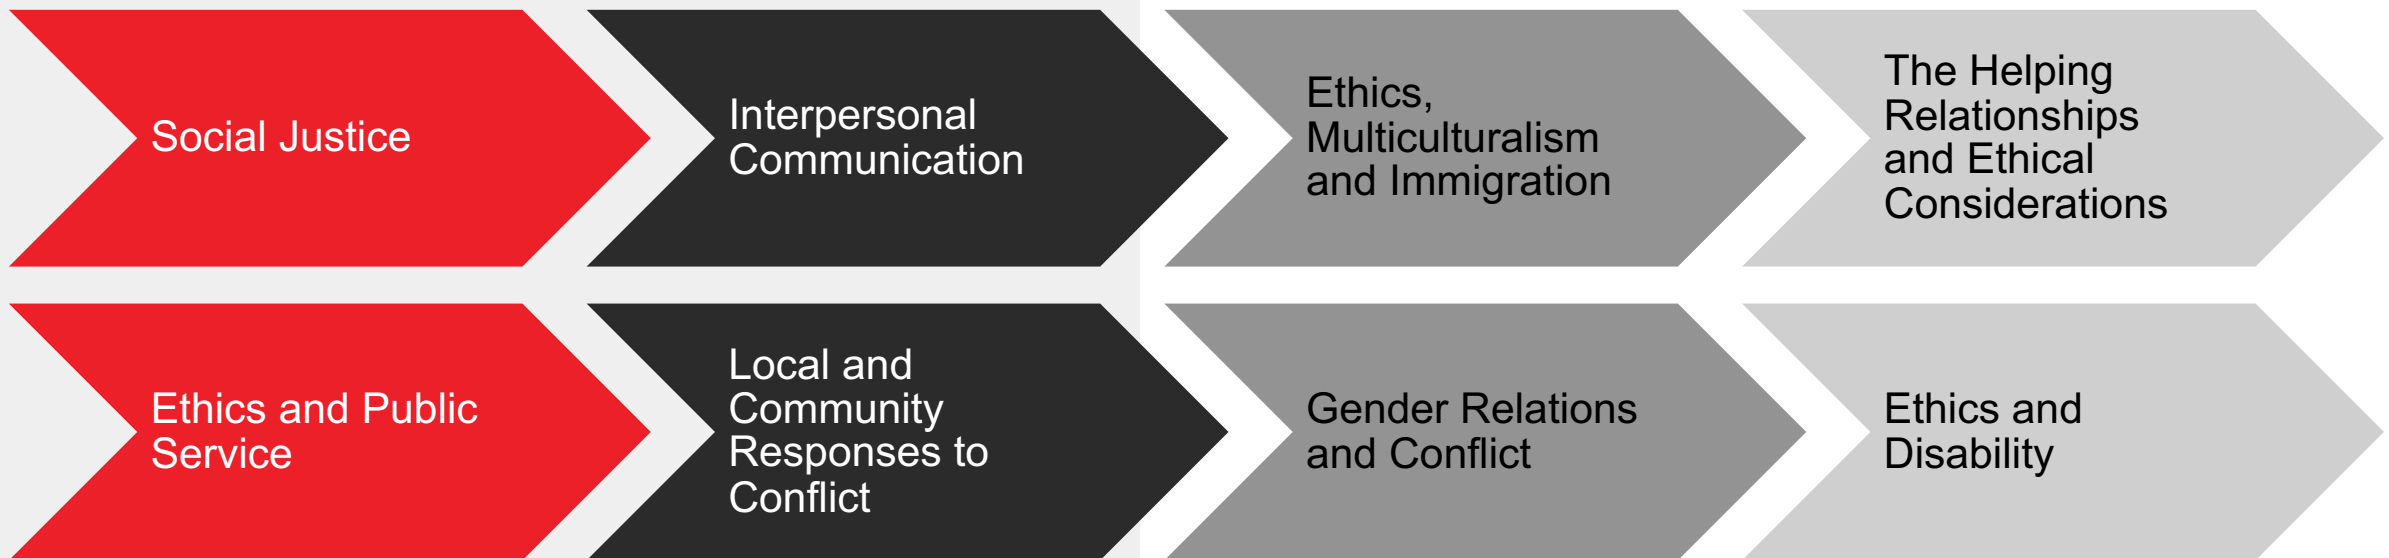 Social Justice
Interpersonal
Communication
Ethics,
Multiculturalism
and Immigration
The Helping
Relationships
and Ethical
Considerations
Ethics and Public
Service
Local and
Community
Responses to
Conflict
Gender Relations
and Conflict
Ethics and
Disability